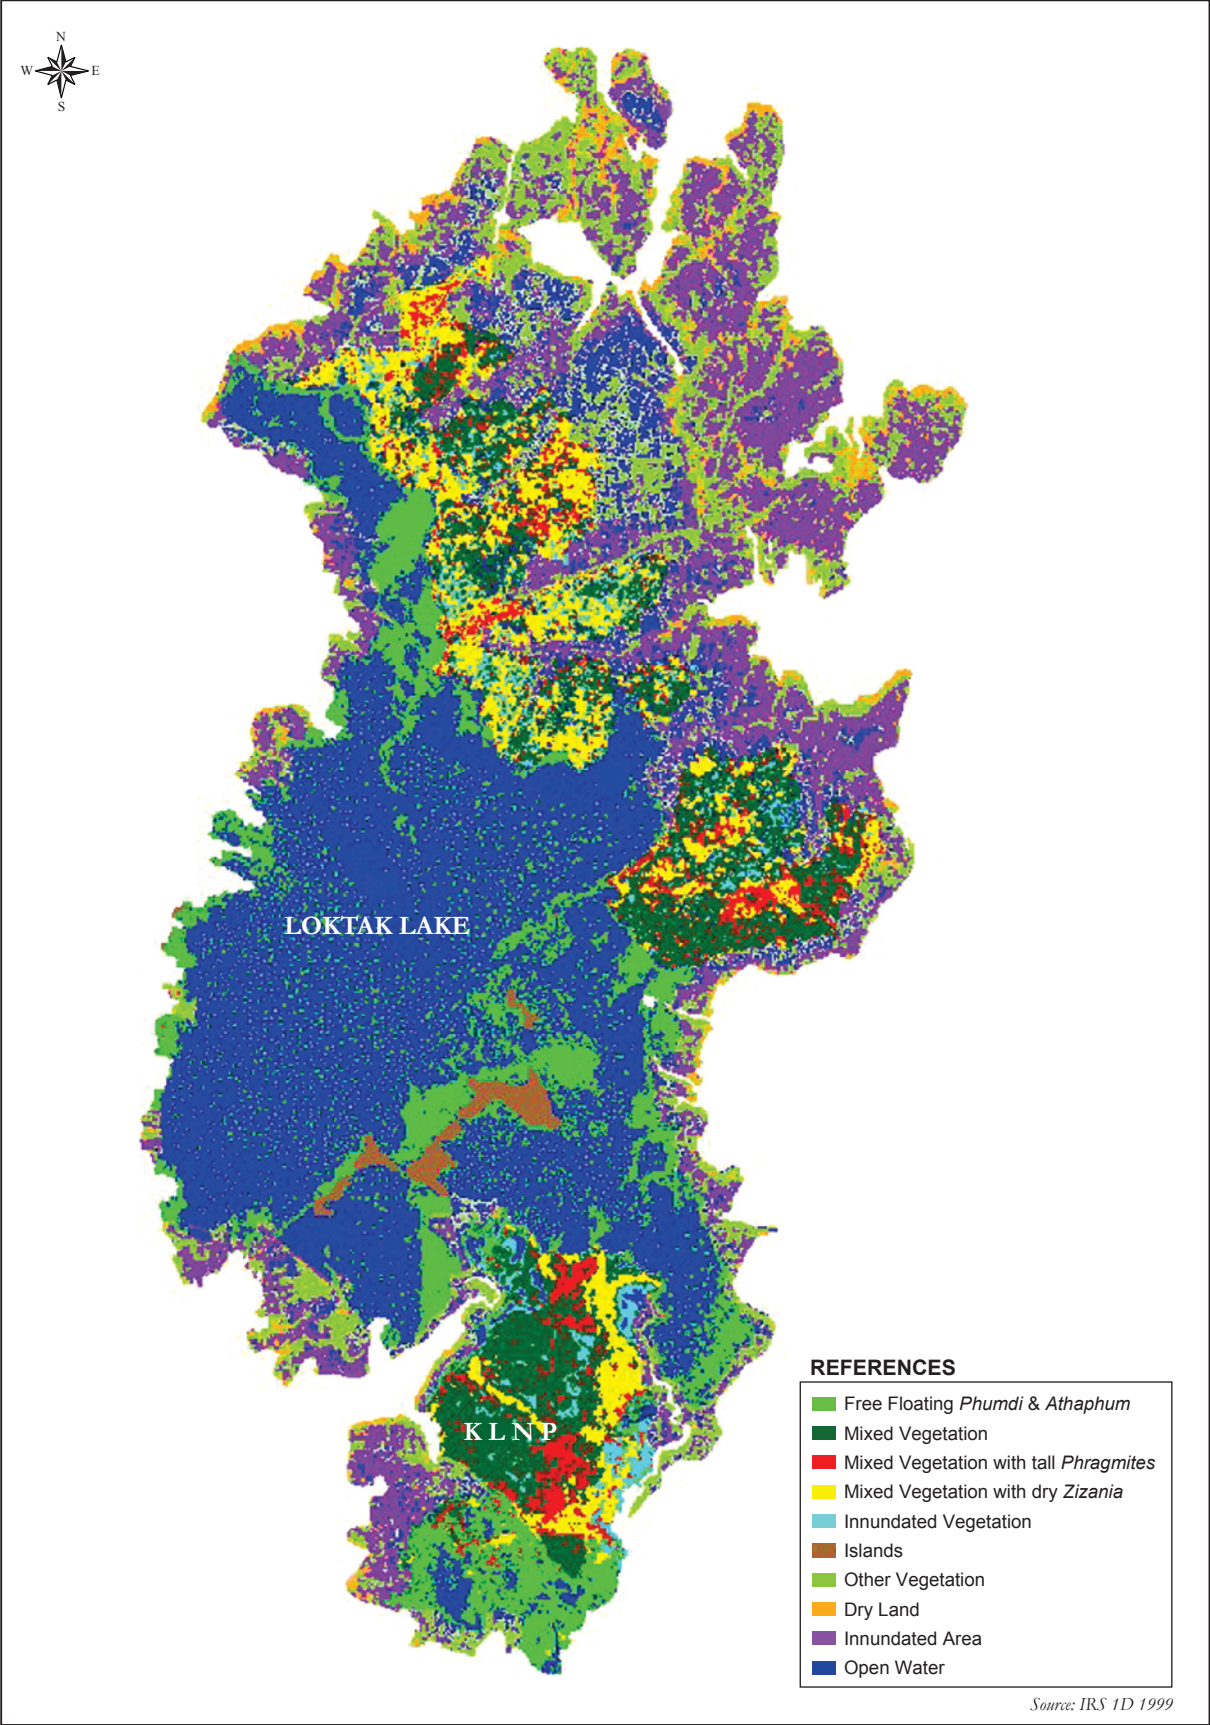 N
W E
S
LOKTAK LAKE
K L N P
REFERENCES
Free Floating Phumdi & Athaphum
Mixed Vegetation
Mixed Vegetation with tall Phragmites
Mixed Vegetation with dry Zizania
Innundated Vegetation
Islands
Other Vegetation
Dry Land
Innundated Area
Open Water
Source: IRS 1D 1999